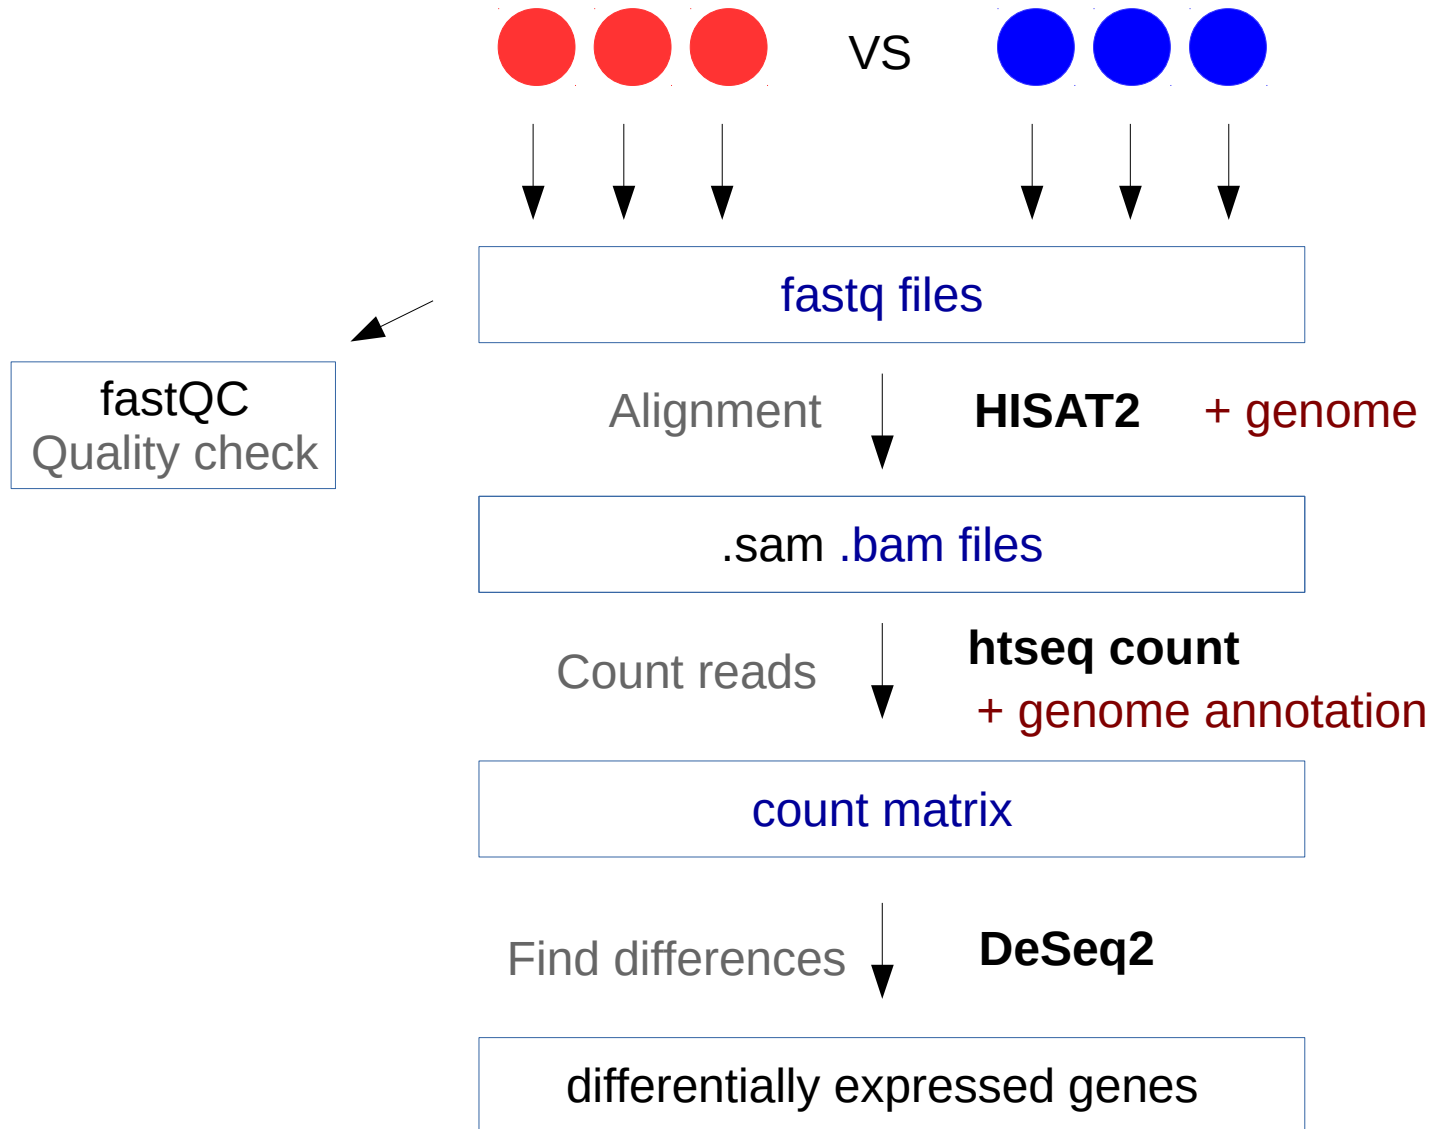 VS
fastq files
fastQC
Quality check
Alignment HISAT2 + genome
.sam .bam files
Count reads htseq count
+ genome annotation
count matrix
Find differences DeSeq2
differentially expressed genes